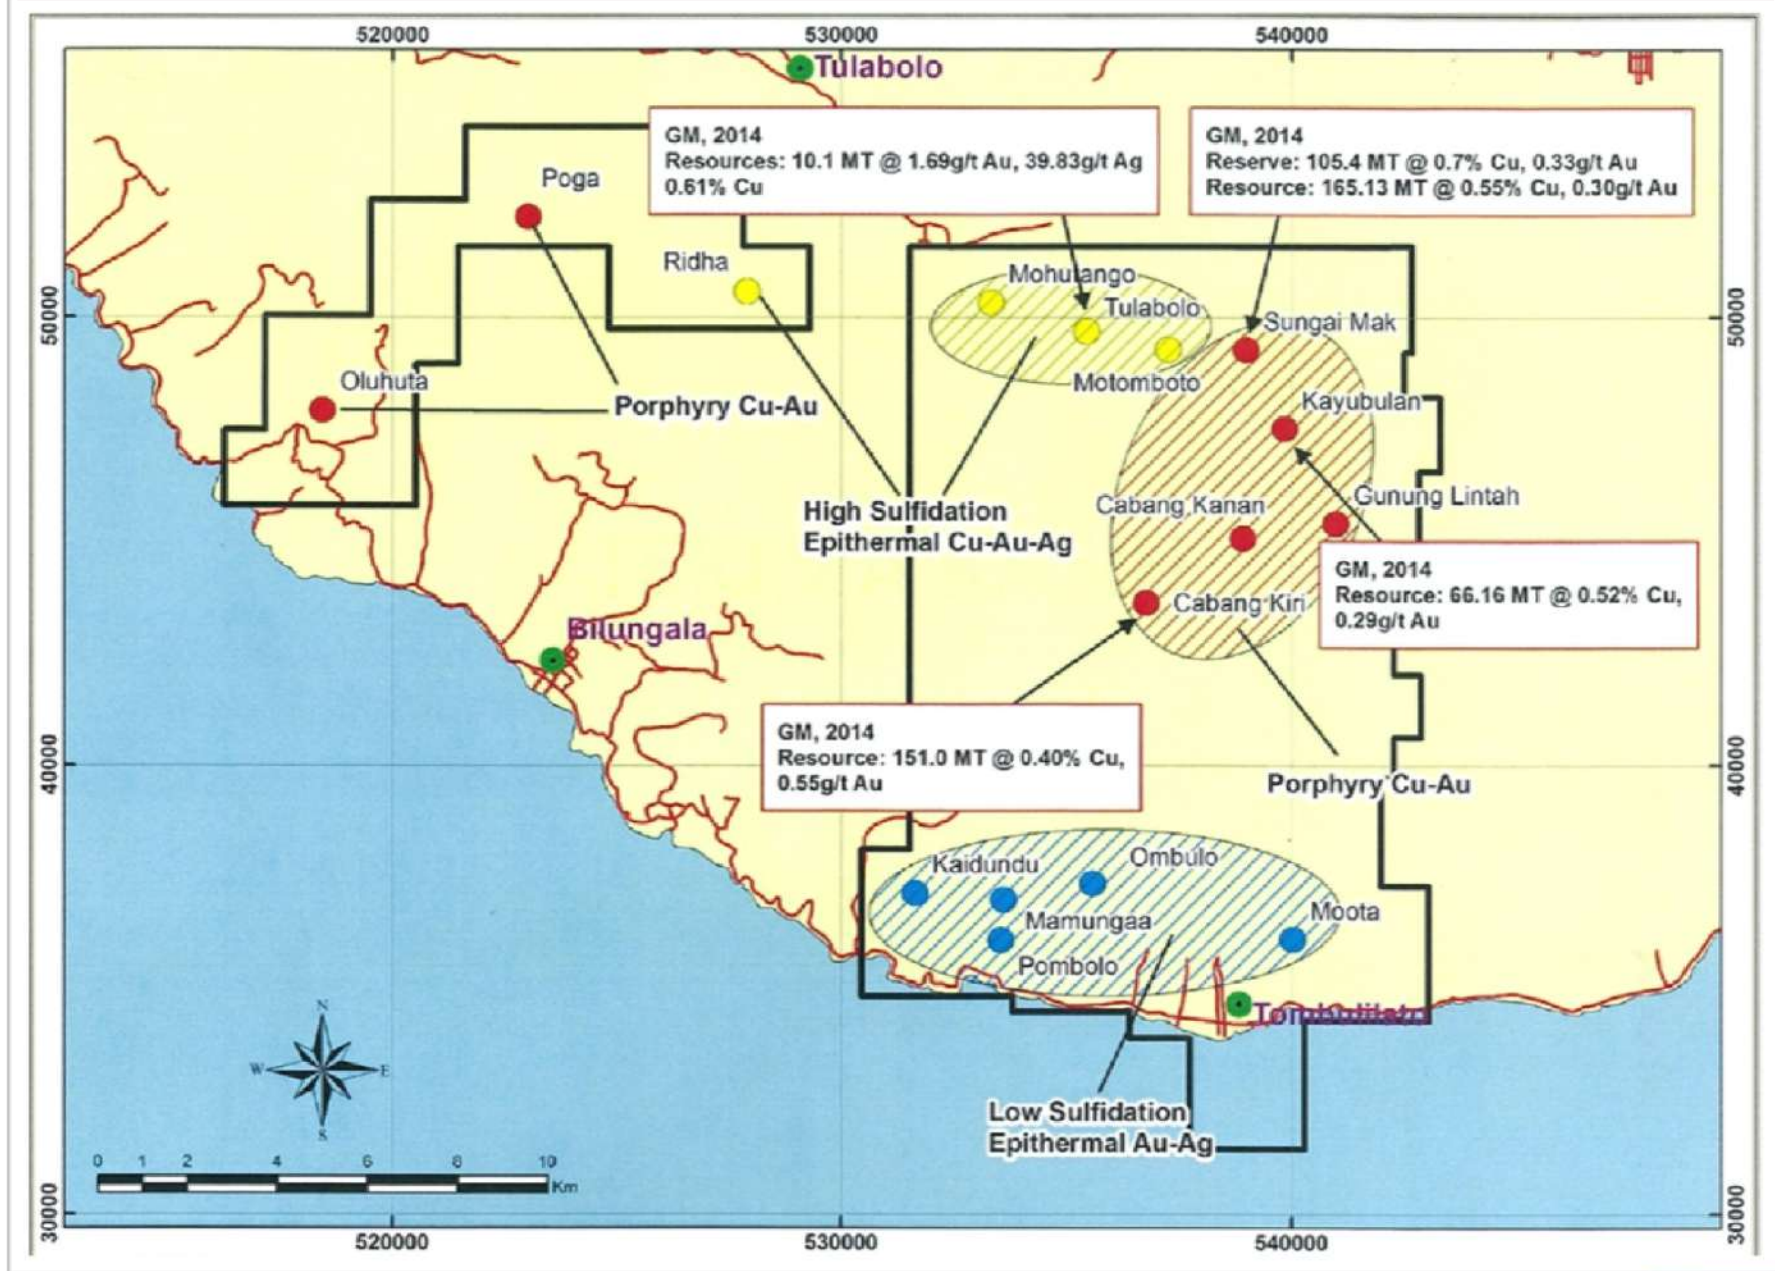 520000
530000
540000
Tulabolo
GM, 2014
Resources: 10.1 MT @ 1.69g/t Au, 39.83g/t Ag
0.61% Cu
GM, 2014
Reserve: 105.4 MT @ 0.7% Cu, 0.33g/t Au
Resource: 165.13 MT @ 0.55% Cu, 0.30g/t Au
Poga
Ridha
Mohutango
Tulabolo
Motomboto
Sungai Mak
50000
50000
Oluhuta
Porphyry Cu-Au
Kayubulan
High Sulfidation
Epithermal Cu-Au-Ag
Cabang Kanan
Gunung Lintah
GM, 2014
Resource: 66.16 MT @ 0.52% Cu,
0.29g/t Au
Cabang Kiri
Bilungala
GM, 2014
Resource: 151.0 MT @ 0.40% Cu,
0.55g/t Au
Porphyry Cu-Au
40000
40000
Kaidundu
Ombulo
Mamungaa
Moota
Pombolo
Tombulilatu
Low Sulfidation
Epithermal Au-Ag
N
W
E
S
0 1 2 4 6 8 10
Km
30000
30000
520000
530000
540000